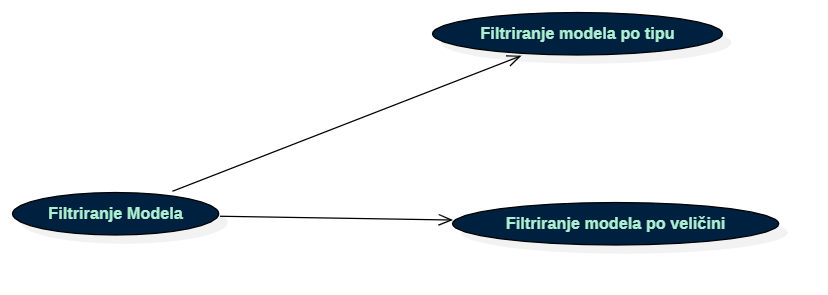 Filtriranje modela po tipu
Filtriranje Modela
Filtriranje modela po veličini